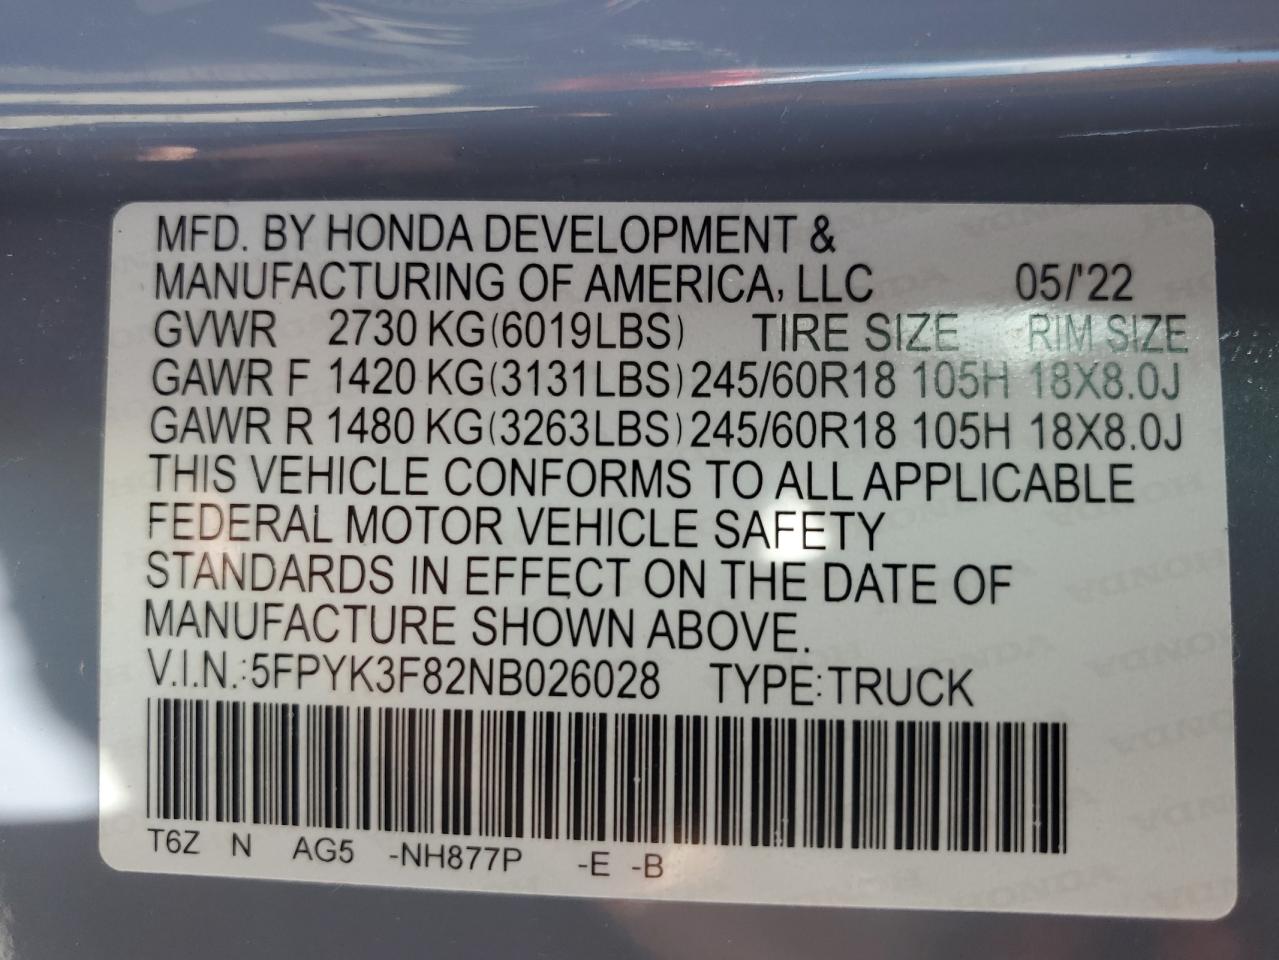 MFD. BY HONDA DEVELOPMENT &
MANUFACTURING OF AMERICA, LLC 05/'22
GVWR 2730 KG(6019LBS) TIRE SIZE RIM SIZE
GAWR F 1420 KG(3131LBS) 245/60R18 105H 18X8.0J
GAWR R 1480 KG(3263LBS) 245/60R18 105H 18X8.0J
THIS VEHICLE CONFORMS TO ALL APPLICABLE
FEDERAL MOTOR VEHICLE SAFETY
STANDARDS IN EFFECT ON THE DATE OF
MANUFACTURE SHOWN ABOVE.
V.I.N.:5FPYK3F82NB026028 TYPE:TRUCK
T6Z N AG5 -NH877P -E -B